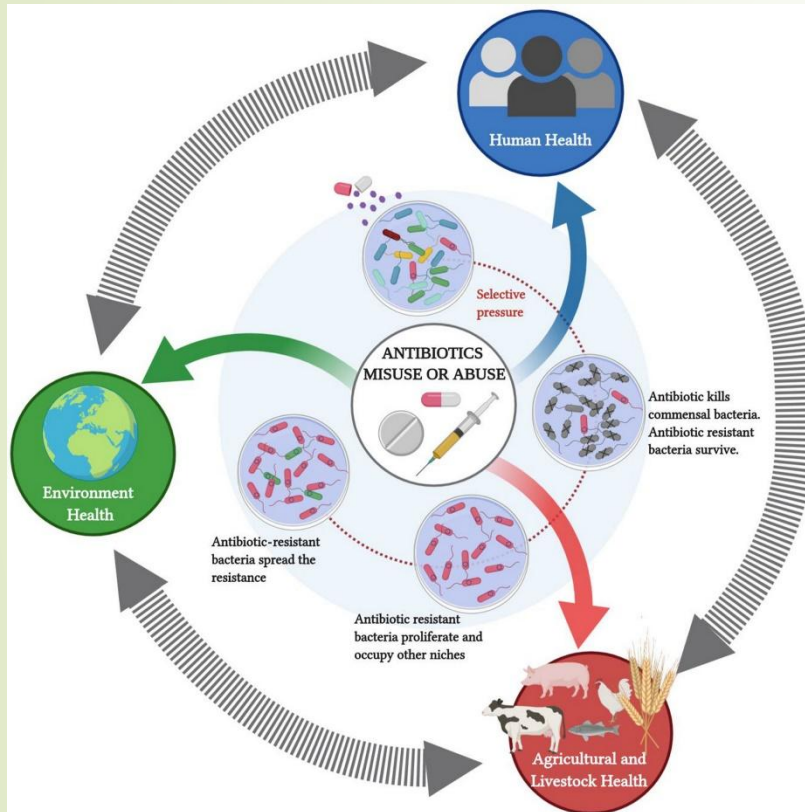 Human Health
Selective
pressure
ANTIBIOTICS
MISUSE OR ABUSE
Antibiotic kills
commensal bacteria.
Antibiotic resistant
bacteria survive.
Environment
Health
Antibiotic-resistant
bacteria spread the
resistance
Antibiotic resistant
bacteria proliferate and
occupy other niches
Agricultural and
Livestock Health